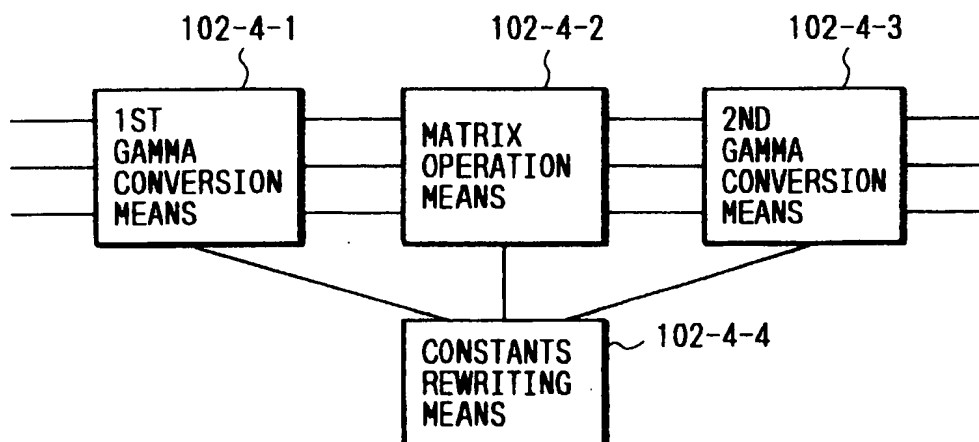 102-4-1
102-4-2
102-4-3
1ST
GAMMA
CONVERSION
MEANS
MATRIX
OPERATION
MEANS
2ND
GAMMA
CONVERSION
MEANS
CONSTANTS
REWRITING
MEANS
102-4-4